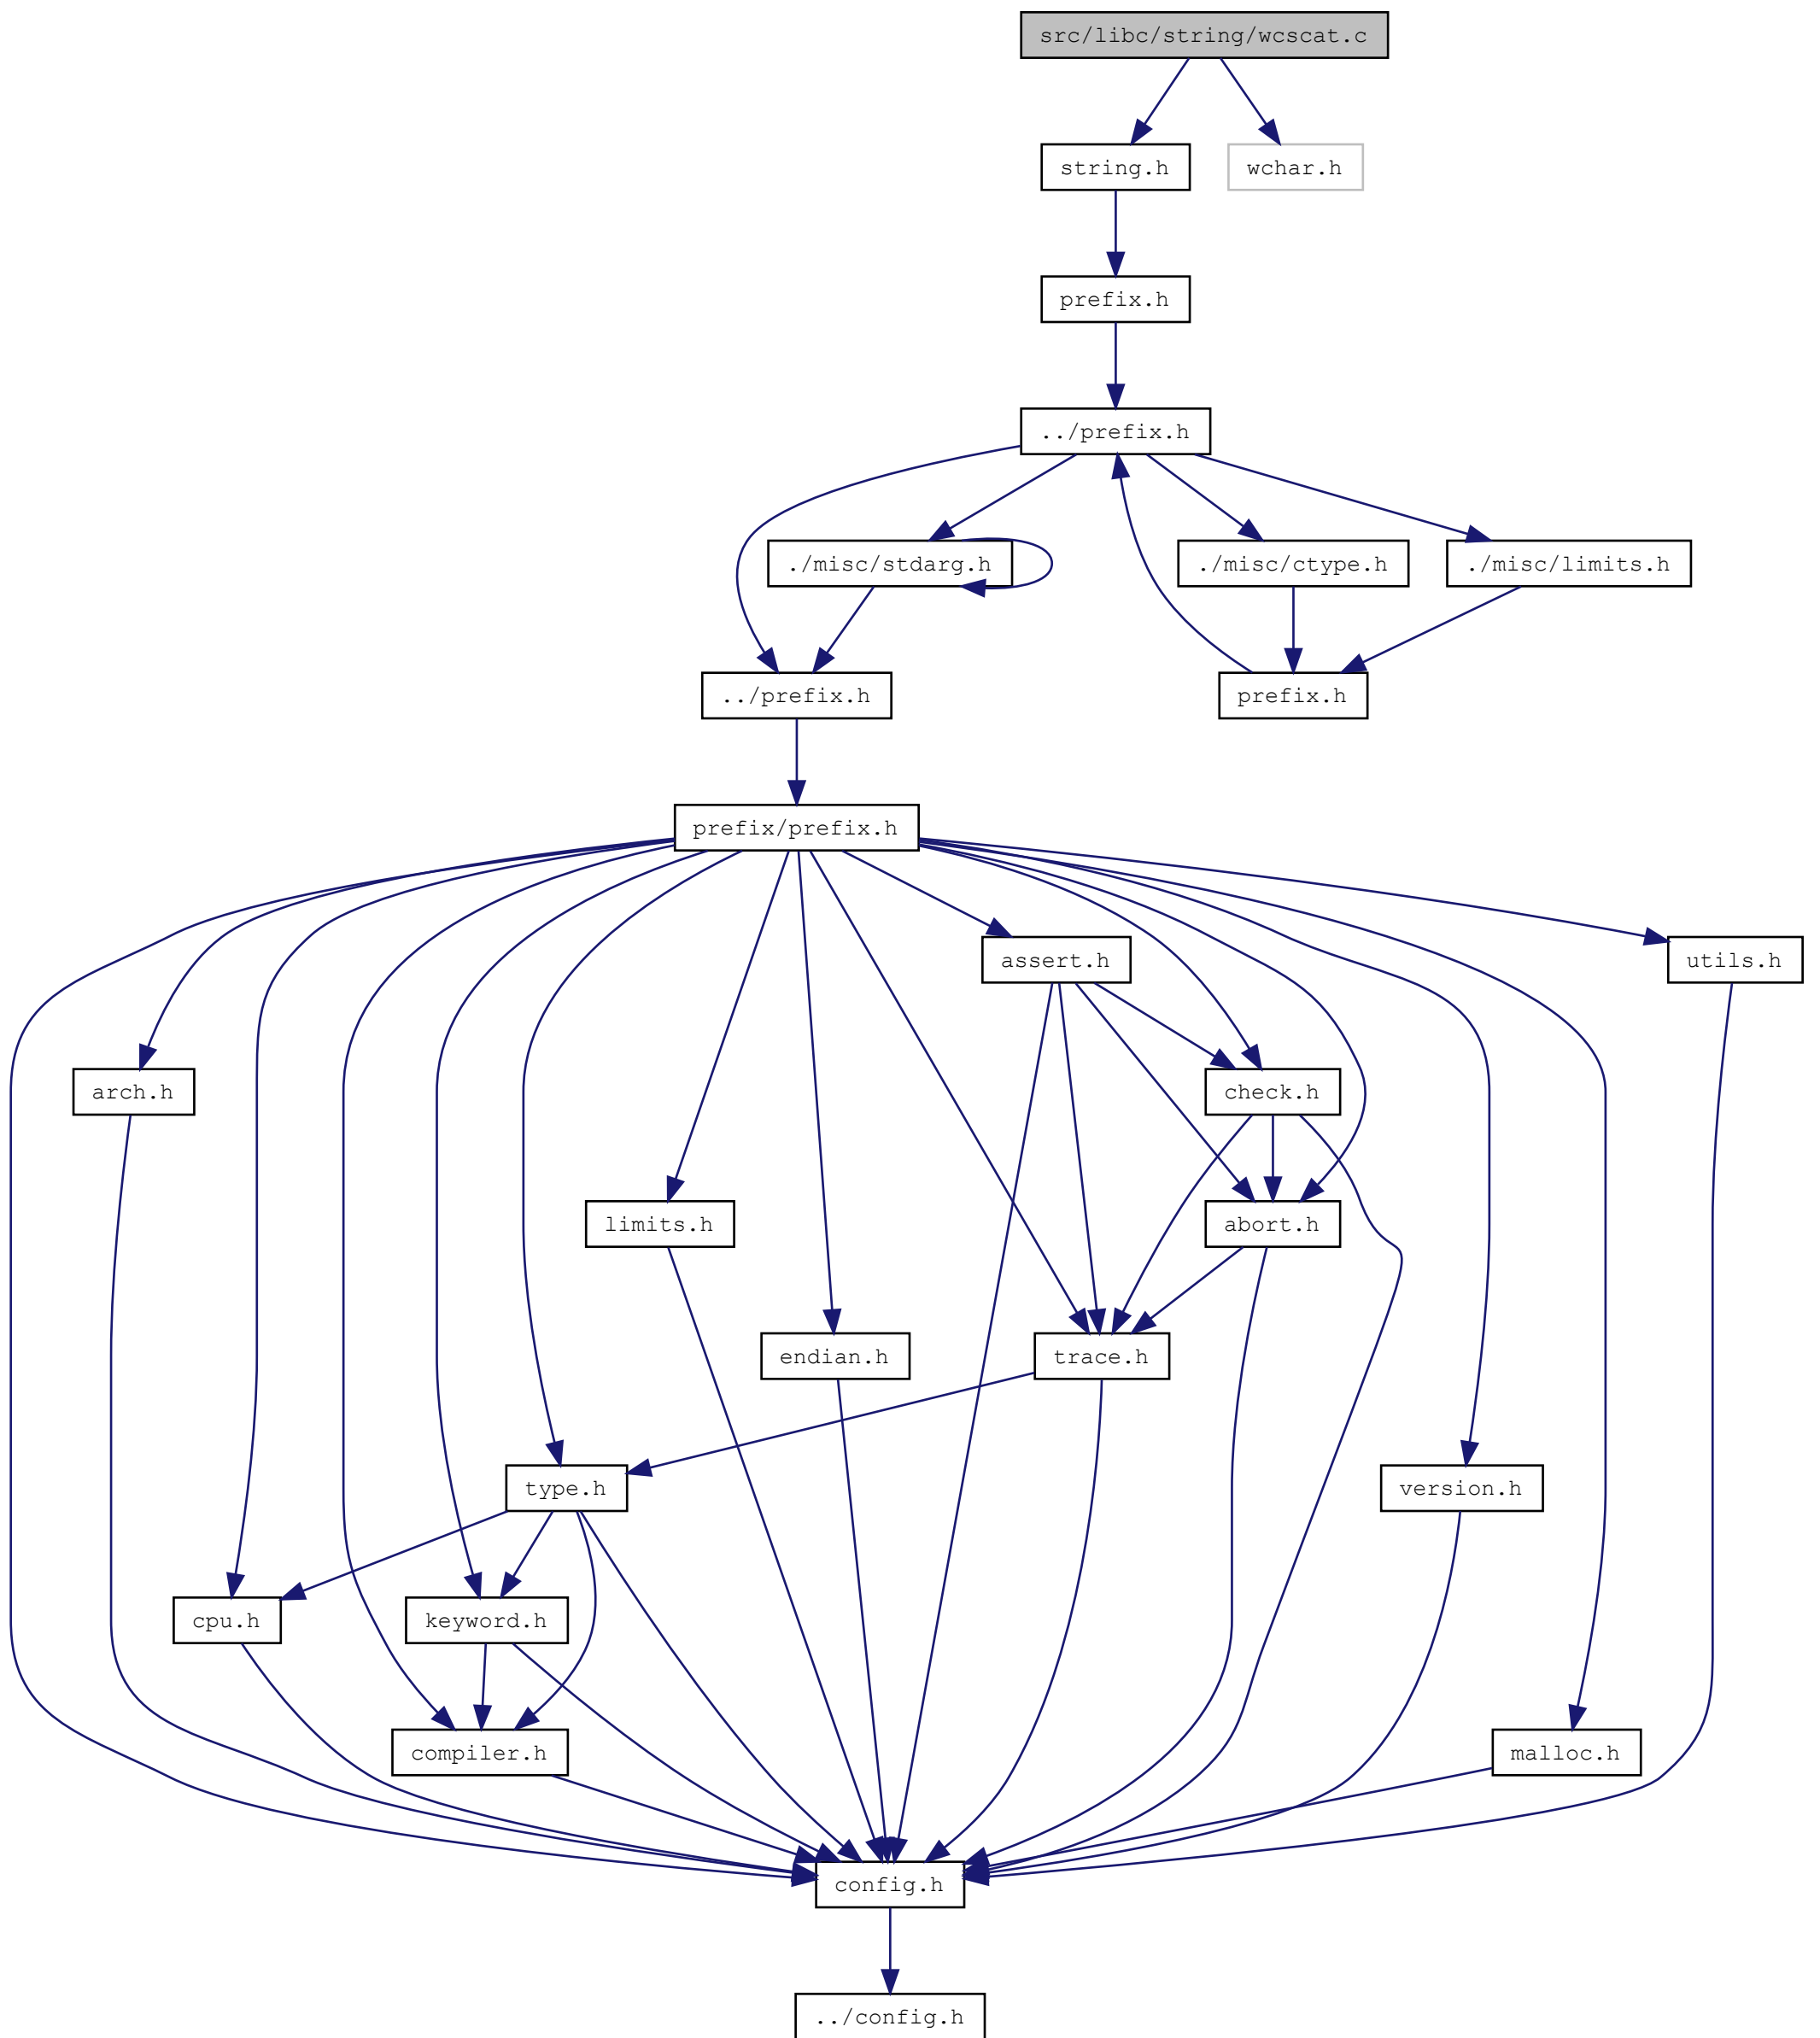 src/libc/string/wcscat.c
string.h
wchar.h
prefix.h
../prefix.h
./misc/stdarg.h
./misc/ctype.h
./misc/limits.h
../prefix.h
prefix.h
prefix/prefix.h
assert.h
utils.h
arch.h
check.h
limits.h
abort.h
endian.h
trace.h
type.h
version.h
cpu.h
keyword.h
compiler.h
malloc.h
config.h
../config.h